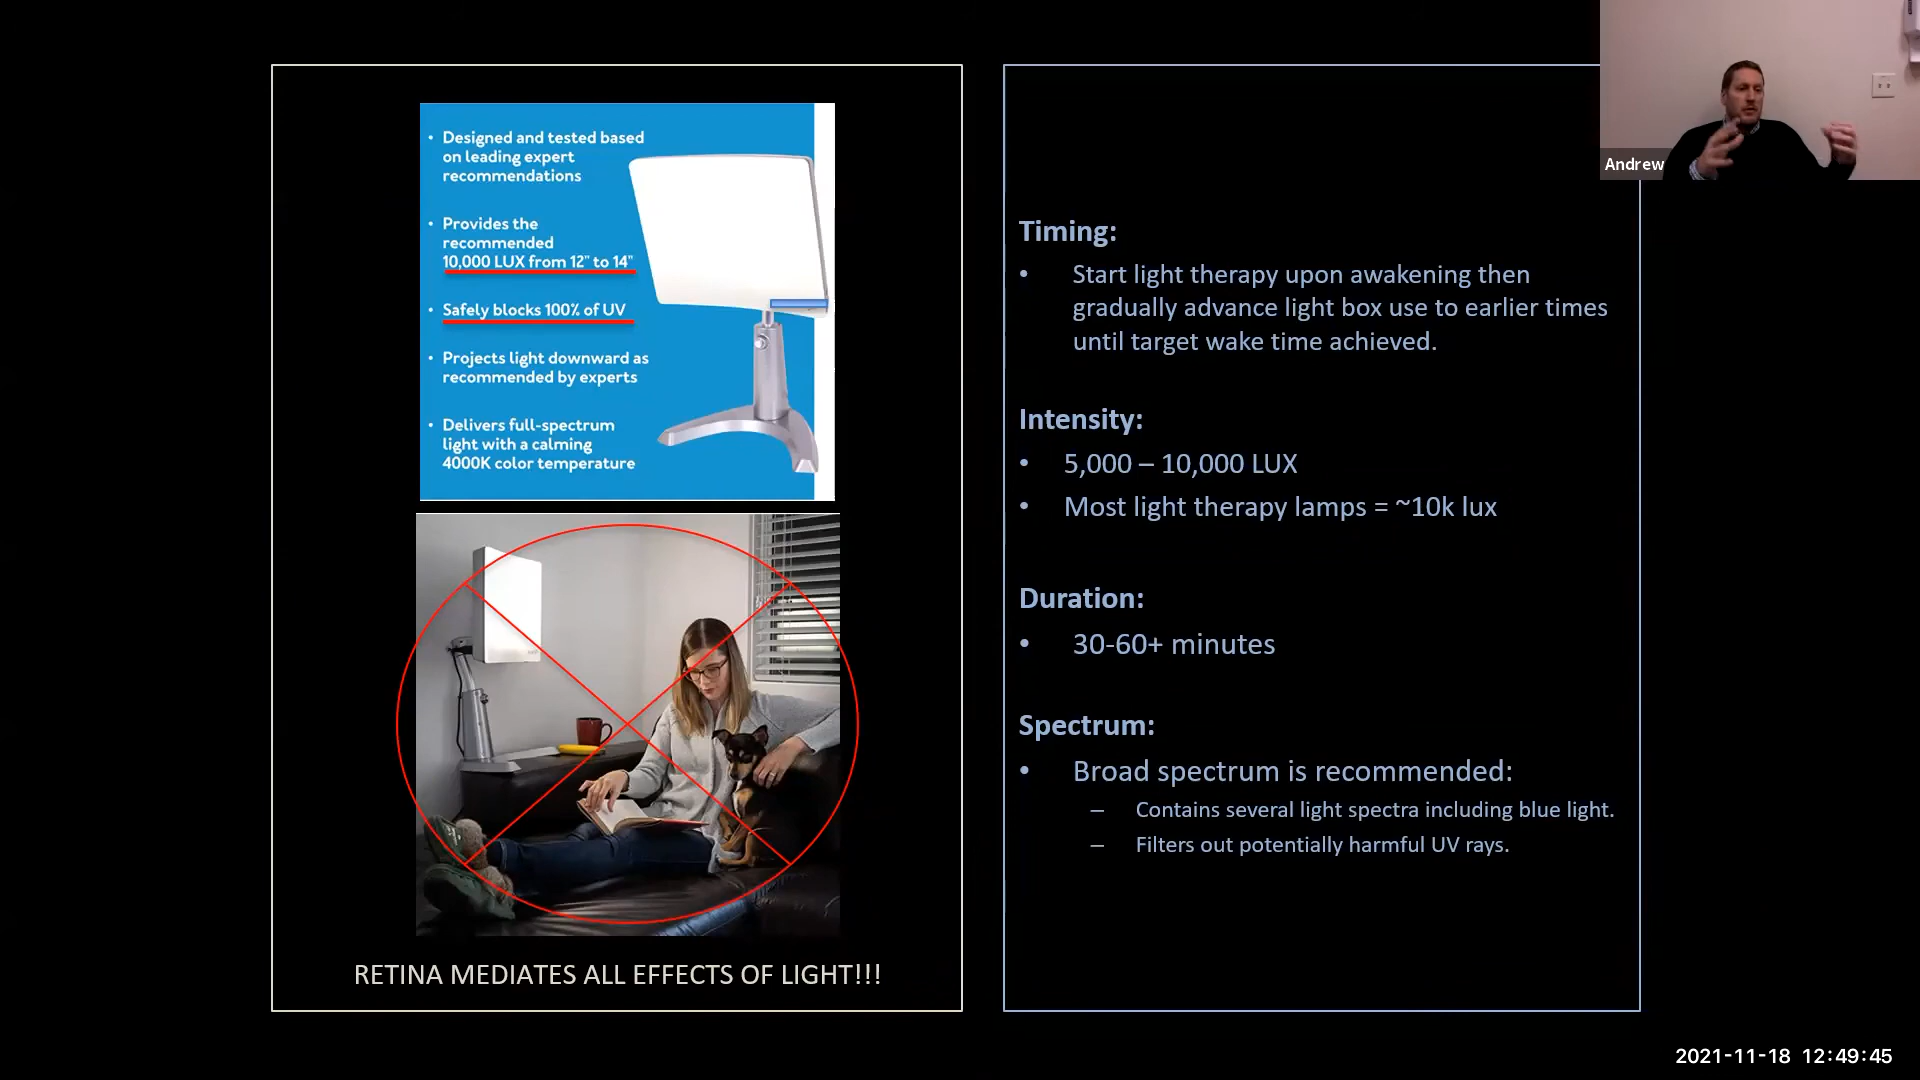 • Designed and tested based
on leading expert
recommendations
• Provides the
recommended
10,000 LUX from 12" to 14"
• Safely blocks 100% of UV
• Projects light downward as
recommended by experts
• Delivers full-spectrum
light with a calming
4000K color temperature
RETINA MEDIATES ALL EFFECTS OF LIGHT!!!
Timing:
• Start light therapy upon awakening then
gradually advance light box use to earlier times
until target wake time achieved.
Intensity:
• 5,000 – 10,000 LUX
• Most light therapy lamps = ~10k lux
Duration:
• 30-60+ minutes
Spectrum:
• Broad spectrum is recommended:
– Contains several light spectra including blue light.
– Filters out potentially harmful UV rays.
Andrew
2021-11-18 12:49:45